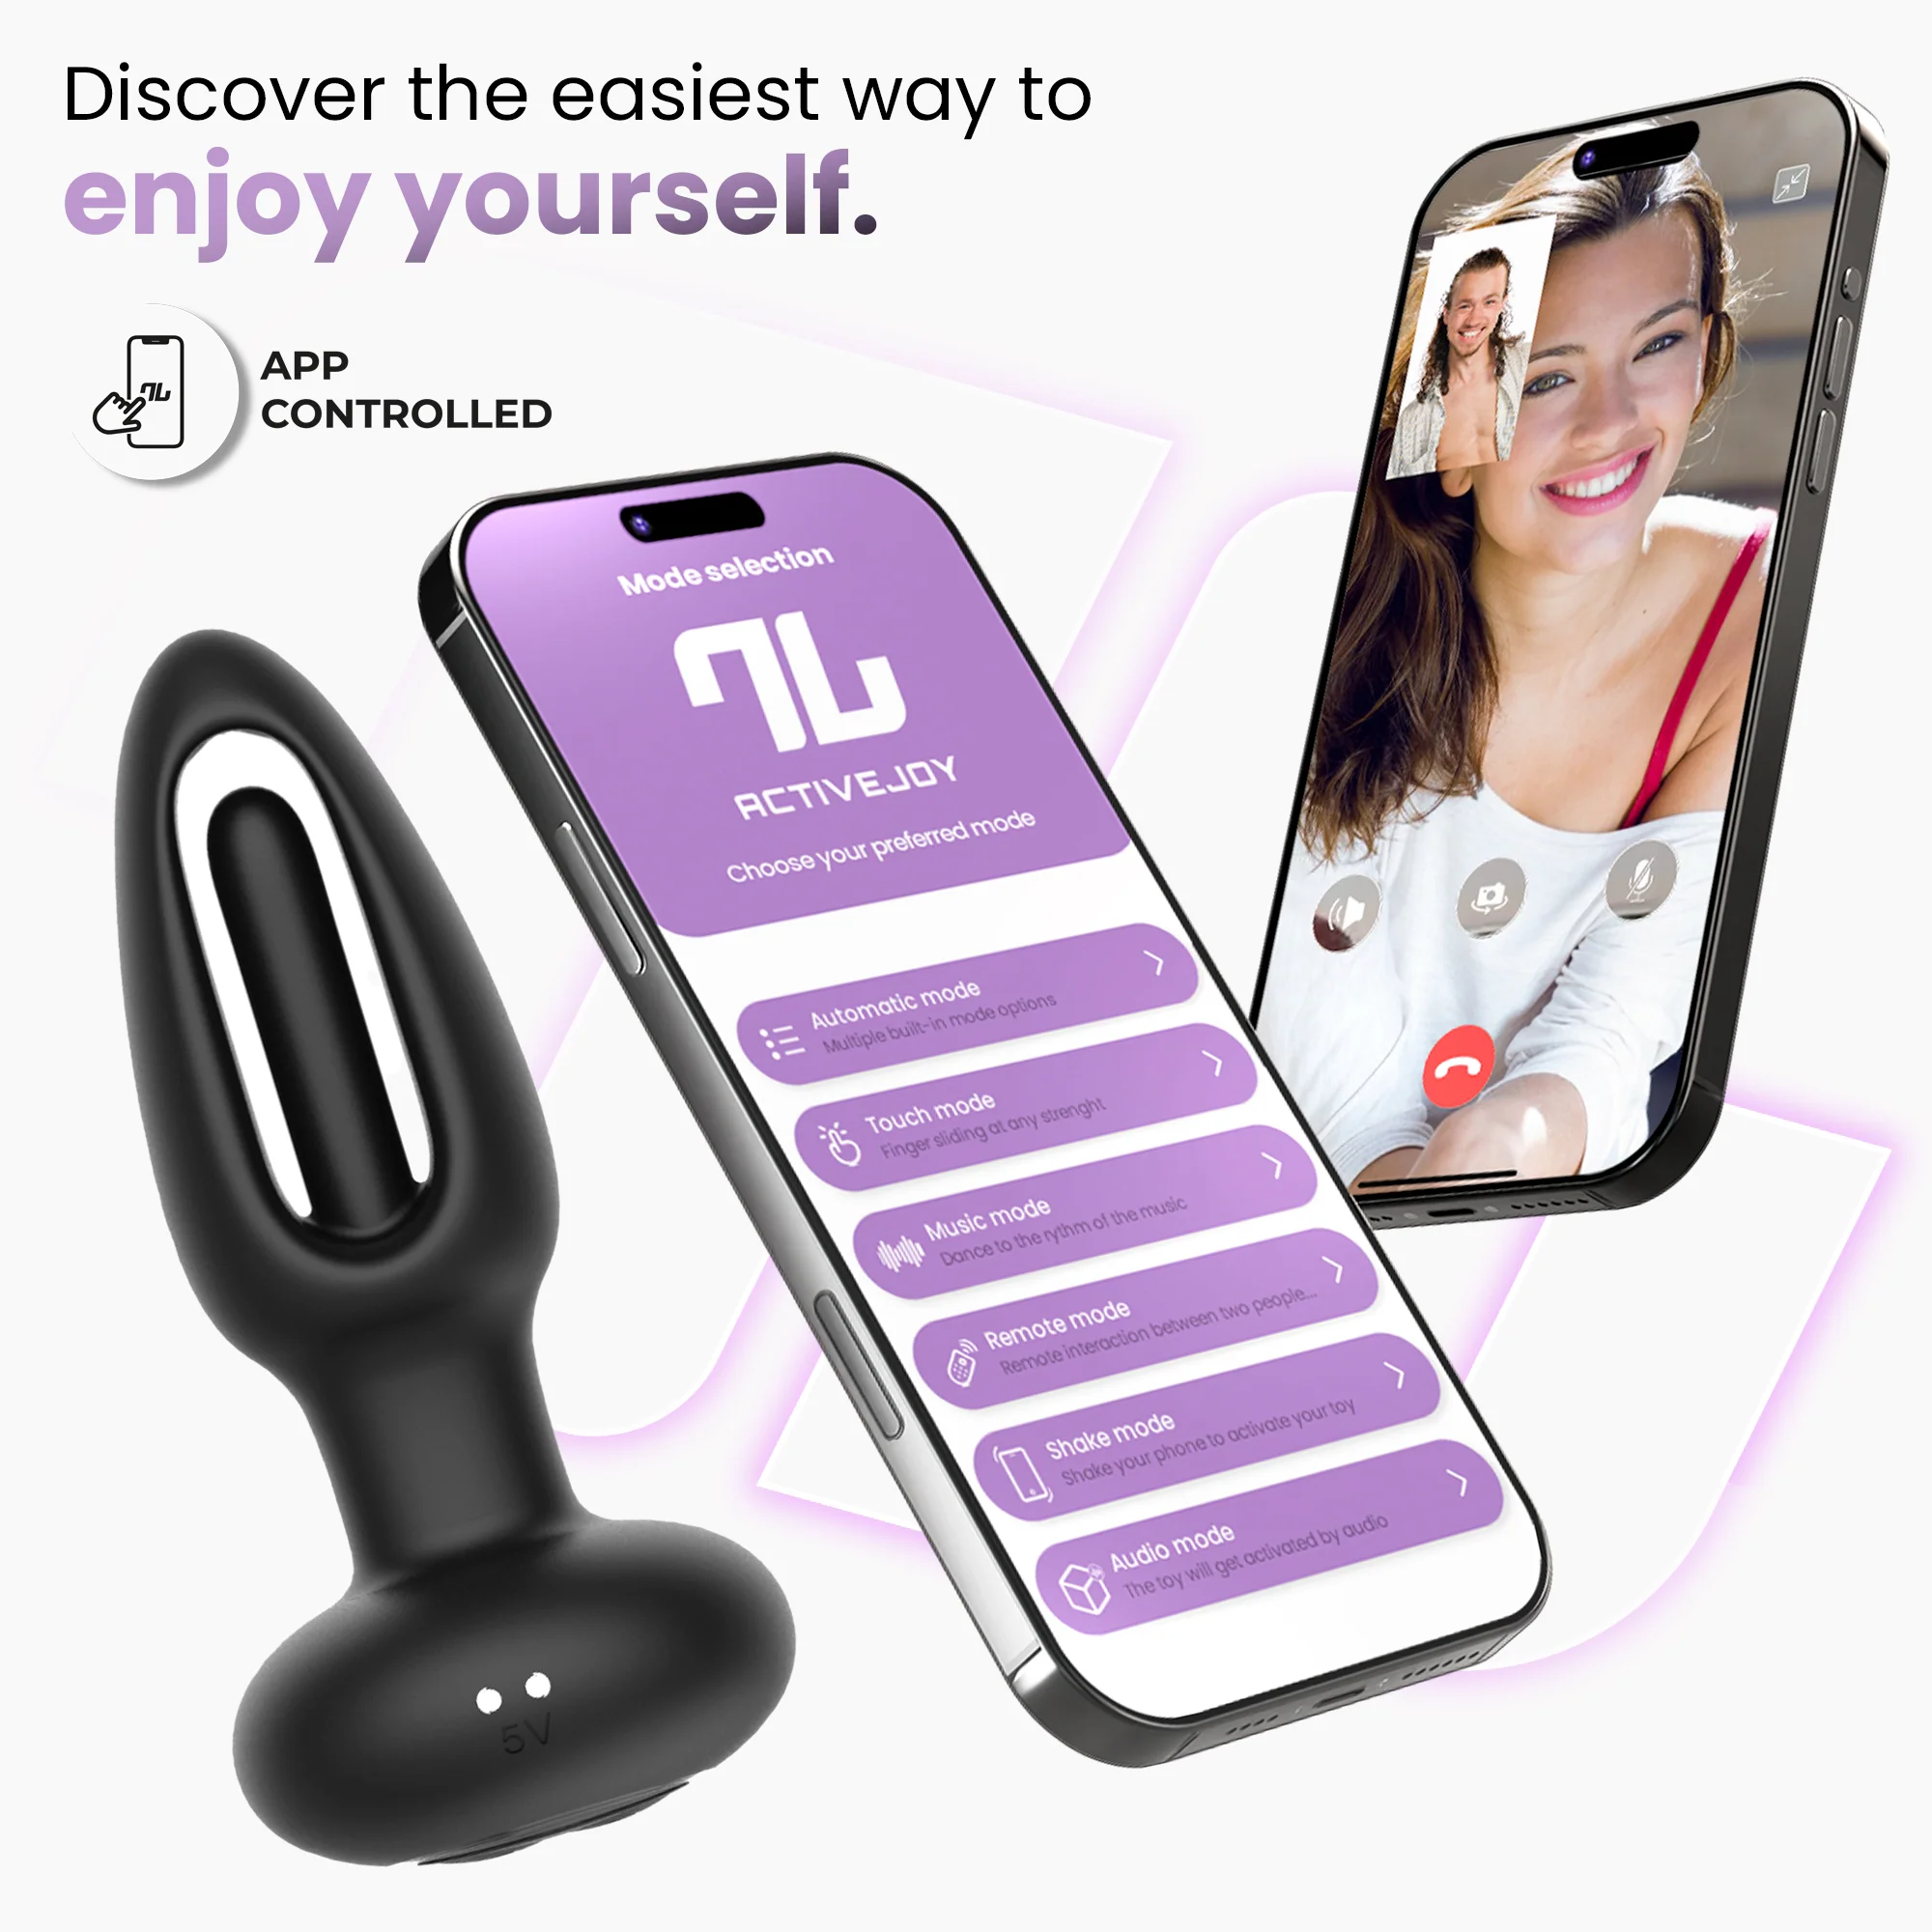 Discover the easiest way to
enjoy yourself.
APP
CONTROLLED
Mode selection
ACTIVEJOY
Choose your preferred mode
Automatic mode
Multiple built-in mode options
Touch mode
Finger sliding at any strenght
Music mode
Dance to the rythm of the music
Remote mode
Remote interaction between two people...
Shake mode
Shake your phone to activate your toy
Audio mode
The toy will get activated by audio
5V